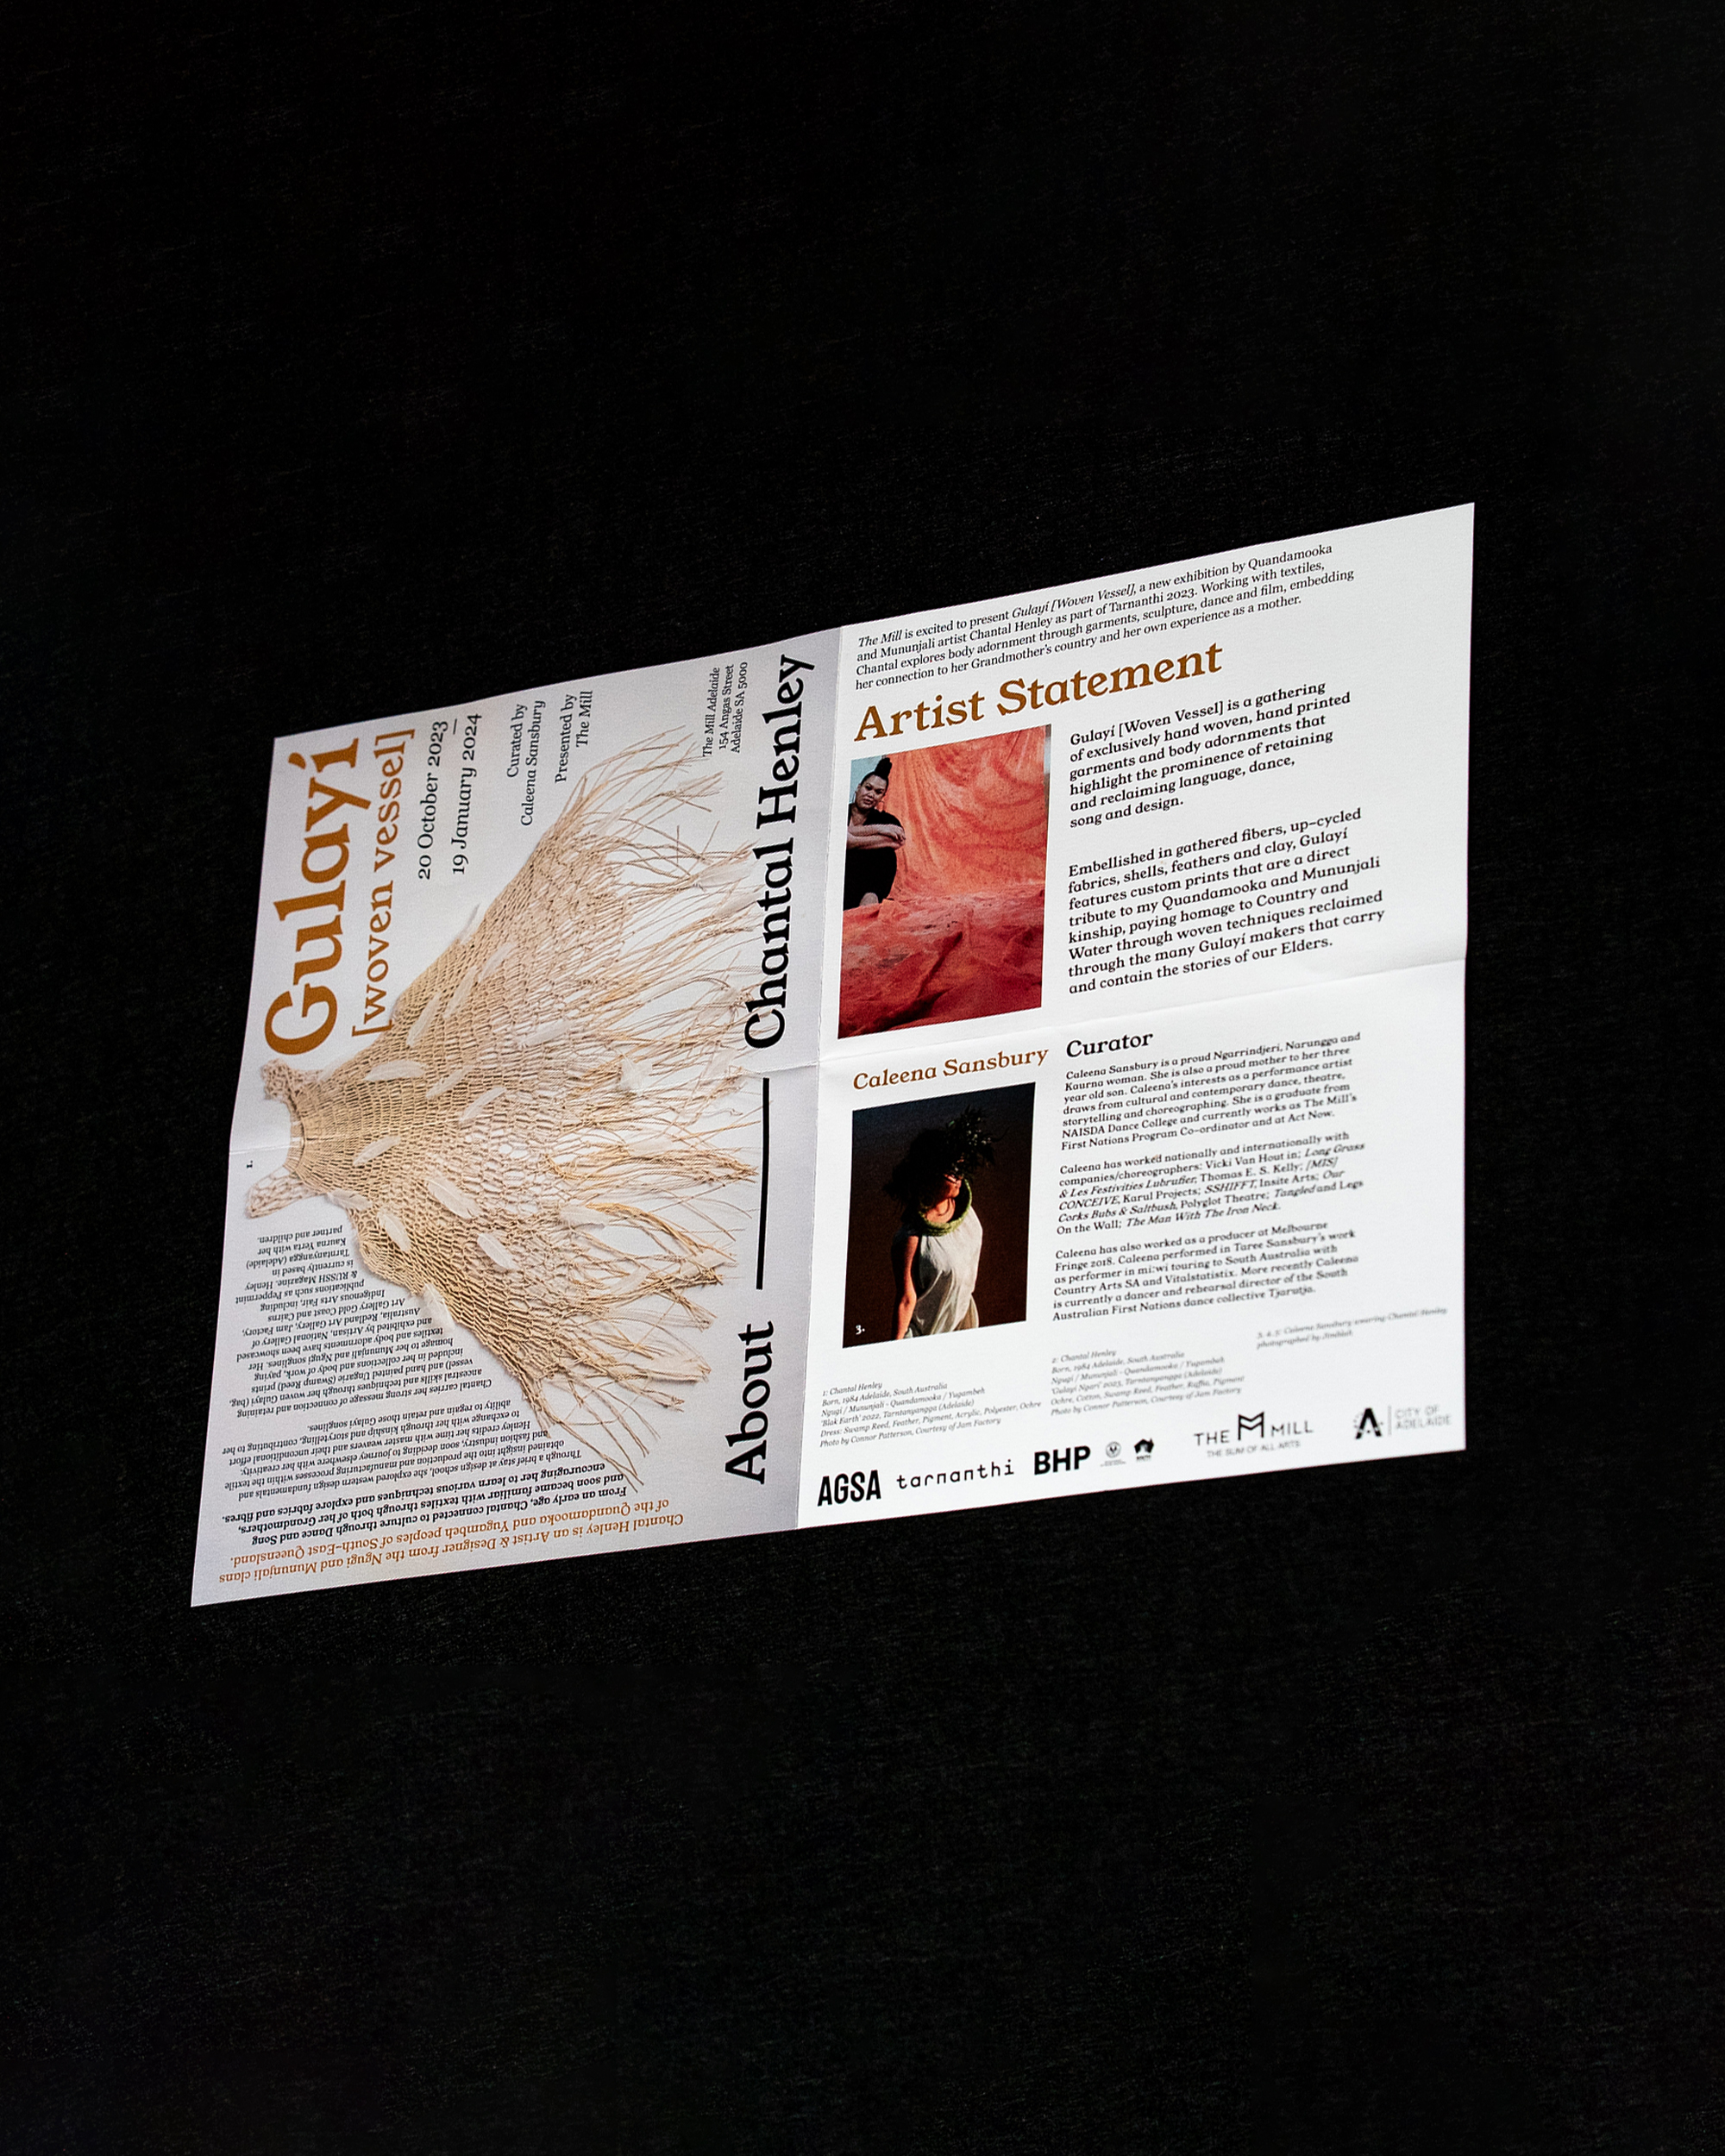 Gulayí
[woven vessel]
20 October 2023
—
19 January 2024
Curated by
Caleena Sansbury
Presented by
The Mill
The Mill Adelaide
154 Angas Street
Adelaide SA 5000
About
Chantal Henley
1.
Chantal Henley is an Artist & Designer from the Ngugi and Mununjali clans
of the Quandamooka and Yugambeh peoples of South-East Queensland.
From an early age, Chantal connected to culture through Dance and Song
and soon became familiar with textiles through both of her Grandmothers,
encouraging her to learn various techniques and explore fabrics and fibres.
Through a brief stay at design school, she explored western design fundamentals and
obtained insight into the production and manufacturing processes within the textile
and fashion industry, soon deciding to journey elsewhere with her creativity.
Henley credits her time with master weavers and their unconditional effort
to exchange with her through kinship and storytelling, contributing to her
ability to regain and retain those Gulayi songlines.
Chantal carries her strong message of connection and retaining
ancestral skills and techniques through her woven Gulayi (bag,
vessel) and hand painted Ungarie (Swamp Reed) prints
included in her collections and body of work, paying
homage to her Mununjali and Ngugi songlines. Her
textiles and body adornments have been showcased
and exhibited by Artisan, National Gallery of
Australia, Redland Art Gallery, Jam Factory,
Art Gallery Gold Coast and Cairns
Indigenous Arts Fair, including
publications such as Peppermint
& RUSSH Magazine. Henley
is currently based in
Tarntanyangga (Adelaide)
Kaurna Yerta with her
partner and children.
The Mill is excited to present Gulayí [Woven Vessel], a new exhibition by Quandamooka
and Mununjali artist Chantal Henley as part of Tarnanthi 2023. Working with textiles,
Chantal explores body adornment through garments, sculpture, dance and film, embedding
her connection to her Grandmother's country and her own experience as a mother.
Artist Statement
Gulayí [Woven Vessel] is a gathering
of exclusively hand woven, hand printed
garments and body adornments that
highlight the prominence of retaining
and reclaiming language, dance,
song and design.
Embellished in gathered fibers, up-cycled
fabrics, shells, feathers and clay, Gulayí
features custom prints that are a direct
tribute to my Quandamooka and Mununjali
kinship, paying homage to Country and
Water through woven techniques reclaimed
through the many Gulayí makers that carry
and contain the stories of our Elders.
Caleena Sansbury
3.
Curator
Caleena Sansbury is a proud Ngarrindjeri, Narungga and
Kaurna woman. She is also a proud mother to her three
year old son. Caleena's interests as a performance artist
draws from cultural and contemporary dance, theatre,
storytelling and choreographing. She is a graduate from
NAISDA Dance College and currently works as The Mill's
First Nations Program Co-ordinator and at Act Now.
Caleena has worked nationally and internationally with
companies/choreographers: Vicki Van Hout in; Long Grass
& Les Festivities Lubrufier, Thomas E. S. Kelly; [MIS]
CONCEIVE, Karul Projects; SSHIFFT, Insite Arts; Our
Corks Bubs & Saltbush, Polyglot Theatre; Tangled and Legs
On the Wall; The Man With The Iron Neck.
Caleena has also worked as a producer at Melbourne
Fringe 2018. Caleena performed in Taree Sansbury's work
as performer in mi:wi touring to South Australia with
Country Arts SA and Vitalstatistix. More recently Caleena
is currently a dancer and rehearsal director of the South
Australian First Nations dance collective Tjarutja.
1: Chantal Henley
Born, 1984 Adelaide, South Australia
Ngugi / Mununjali - Quandamooka / Yugambeh
'Blak Earth' 2022, Tarntanyangga (Adelaide)
Dress: Swamp Reed, Feather, Pigment, Acrylic, Polyester, Ochre
Photo by Connor Patterson, Courtesy of Jam Factory
2: Chantal Henley
Born, 1984 Adelaide, South Australia
Ngugi / Mununjali - Quandamooka / Yugambeh
'Gulayi Ngari' 2023, Tarntanyangga (Adelaide)
Ochre, Cotton, Swamp Reed, Feather, Raffia, Pigment
Photo by Connor Patterson, Courtesy of Jam Factory
3, 4, 5: Caleena Sansbury wearing Chantal Henley,
photographed by
AGSA
tarnanthi
BHP
THE MILL
THE SUM OF ALL ARTS
CITY OF
ADELAIDE